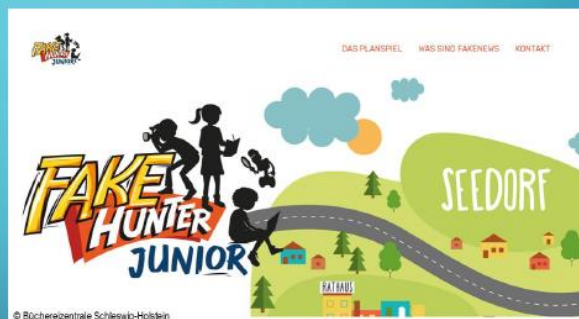 FAKE HUNTER JUNIOR
DAS PLANSPIEL WAS SIND FAKENEWS KONTAKT
FAKE
HUNTER
JUNIOR
SEEDORF
RATHAUS
© Büchereizentrale Schleswig-Holstein